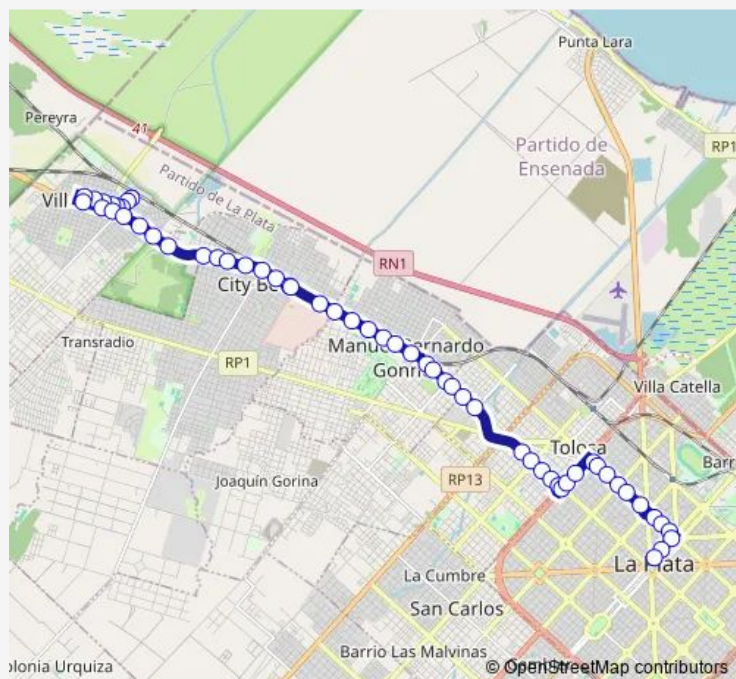 Punta Lara
Pereyra
41
Partido de
Ensenada
RP1
Partido de La Plata
Vill
RN1
City Be
Transradio
RP1
Manuel Bernardo
Gonn
Villa Catella
Tolosa
Barr
RP13
Joaquín Gorina
La Plata
La Cumbre
San Carlos
Barrio Las Malvinas
olonia Urquiza
© OpenStreetMap contributors